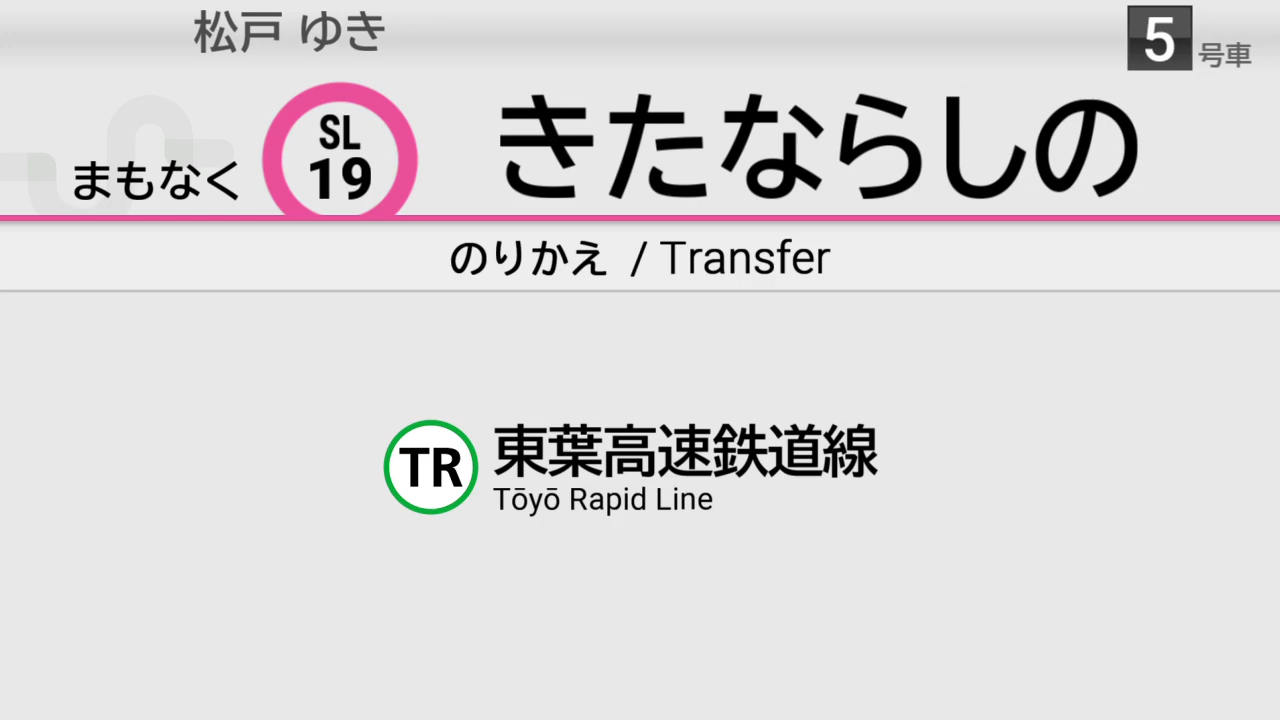 松戸 ゆき
5 号車
まもなく
SL
19
きたならしの
のりかえ / Transfer
TR
東葉高速鉄道線
Tōyō Rapid Line